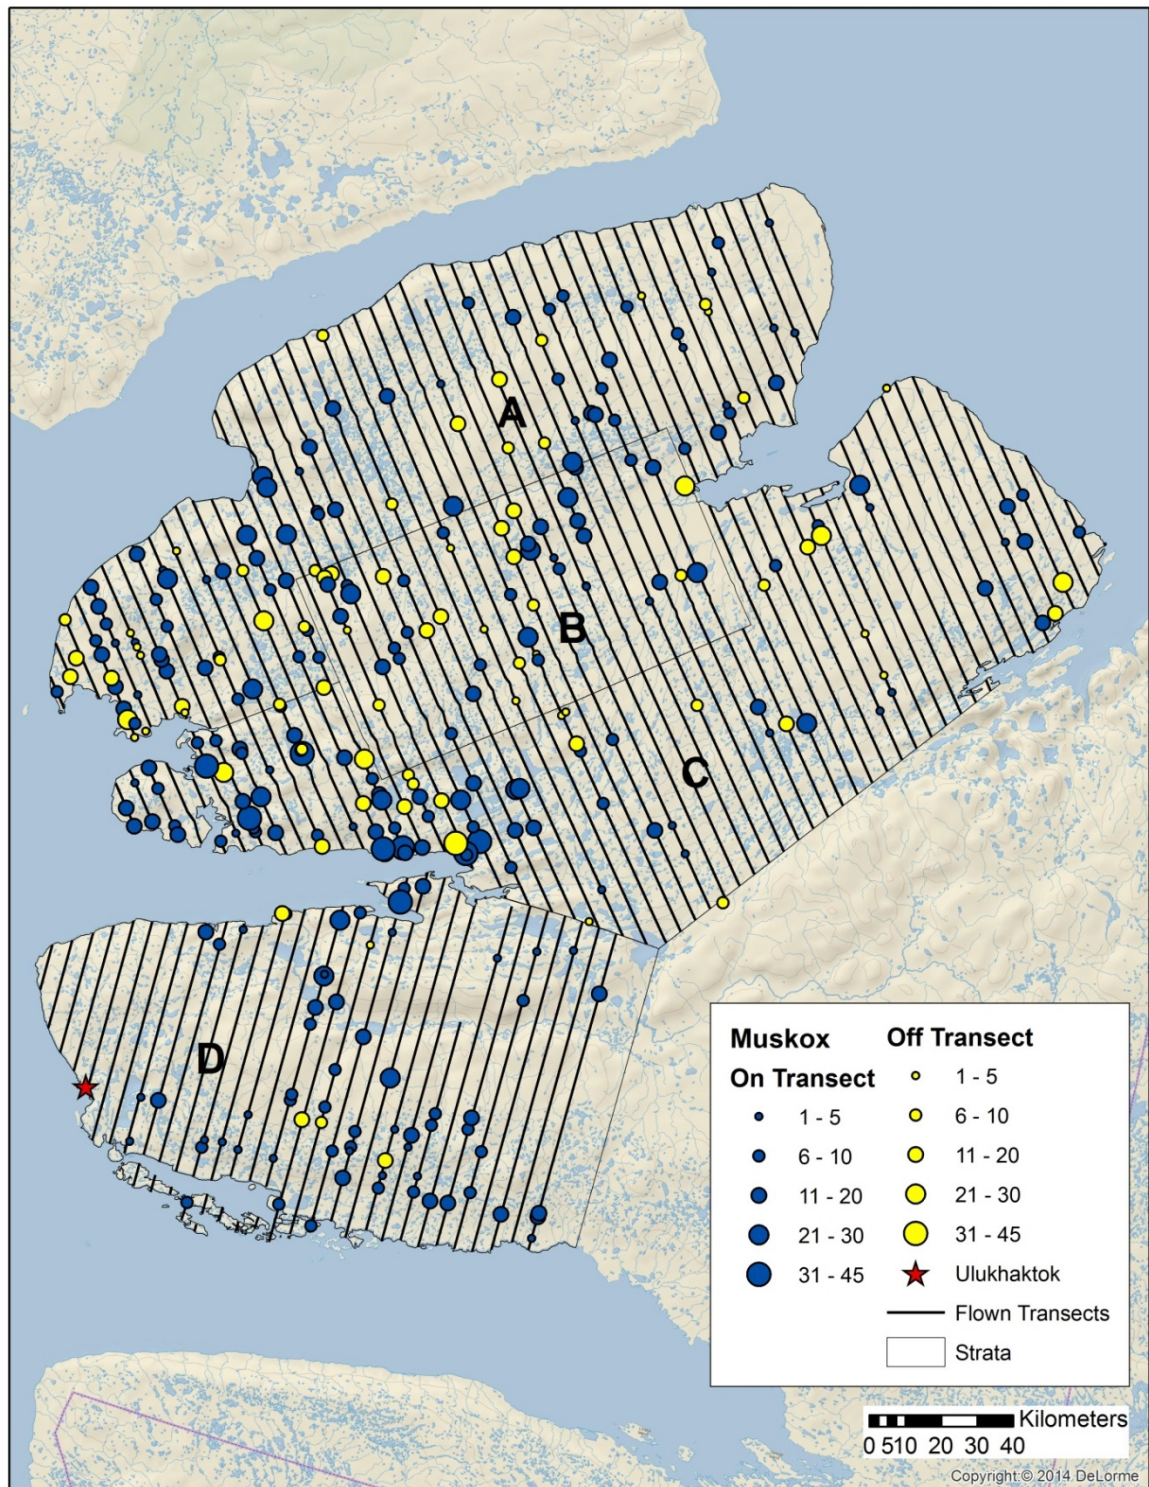 A
B
C
D
Muskox Off Transect
On Transect 1 - 5
1 - 5 6 - 10
6 - 10 11 - 20
11 - 20 21 - 30
21 - 30 31 - 45
31 - 45 Ulukhaktok
Flown Transects
Strata
Kilometers
0 510 20 30 40
Copyright:© 2014 DeLorme